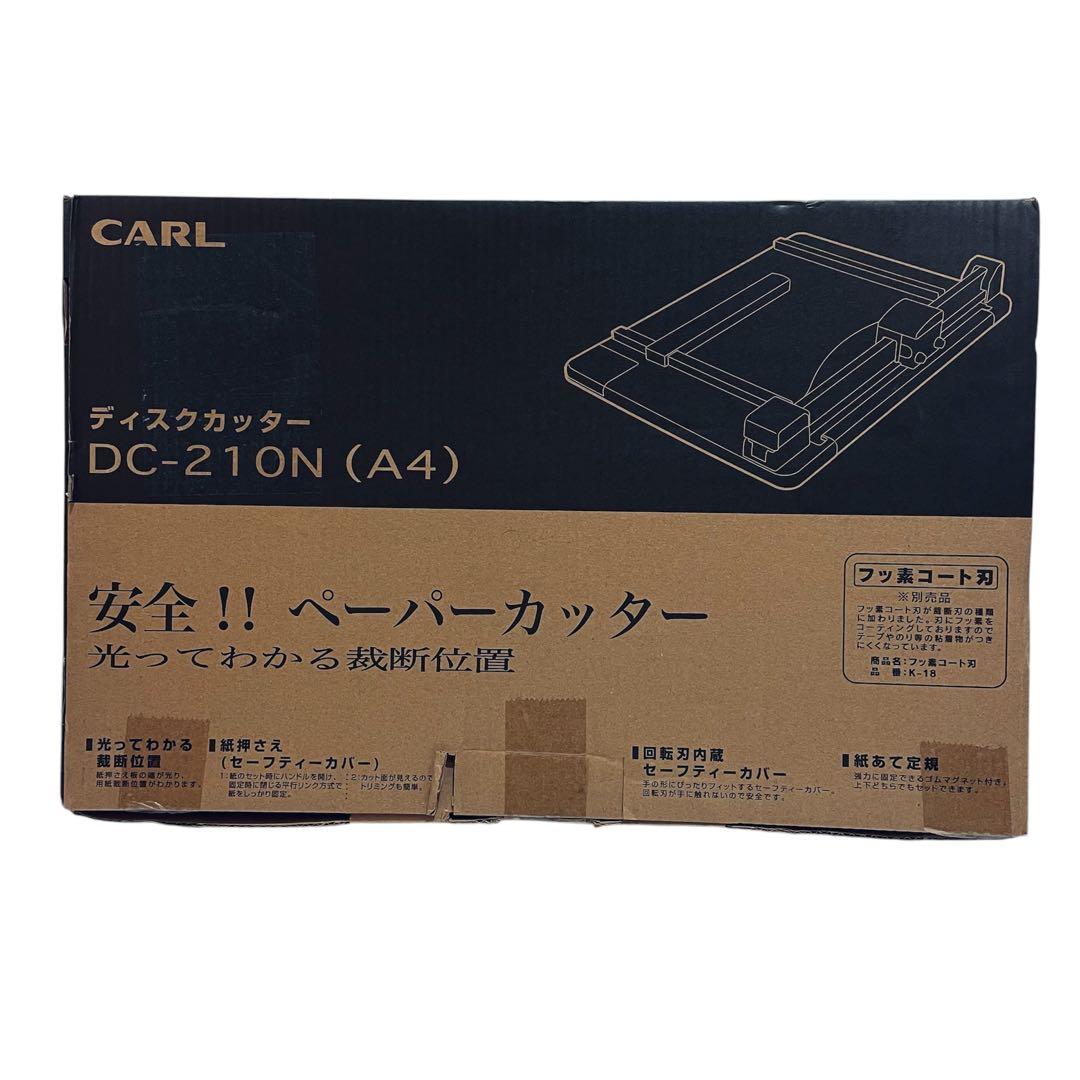 CARL
ディスクカッター
DC-210N (A4)
安全!! ペーパーカッター
光ってわかる裁断位置
フッ素コート刃
※別売品
フッ素コート刃が裁断刃の種類
に加わりました。刃にフッ素を
コーティングしておりますので
テープやのり等の粘着物がつき
にくくなっています。
商品名:フッ素コート刃
品 番:K-18
光ってわかる
裁断位置
紙押さえ板の端が光り、
用紙裁断位置がわかります。
紙押さえ
(セーフティーカバー)
1:紙のセット時にハンドルを開け、
固定時に閉じる平行リンク方式で
紙をしっかり固定。
2:カット面が見えるので
トリミングも簡単。
回転刃内蔵
セーフティーカバー
手の形にぴったりフィットするセーフティーカバー。
回転刃が手に触れないので安全です。
紙あて定規
強力に固定できるゴムマグネット付き。
上下どちらでもセットできます。